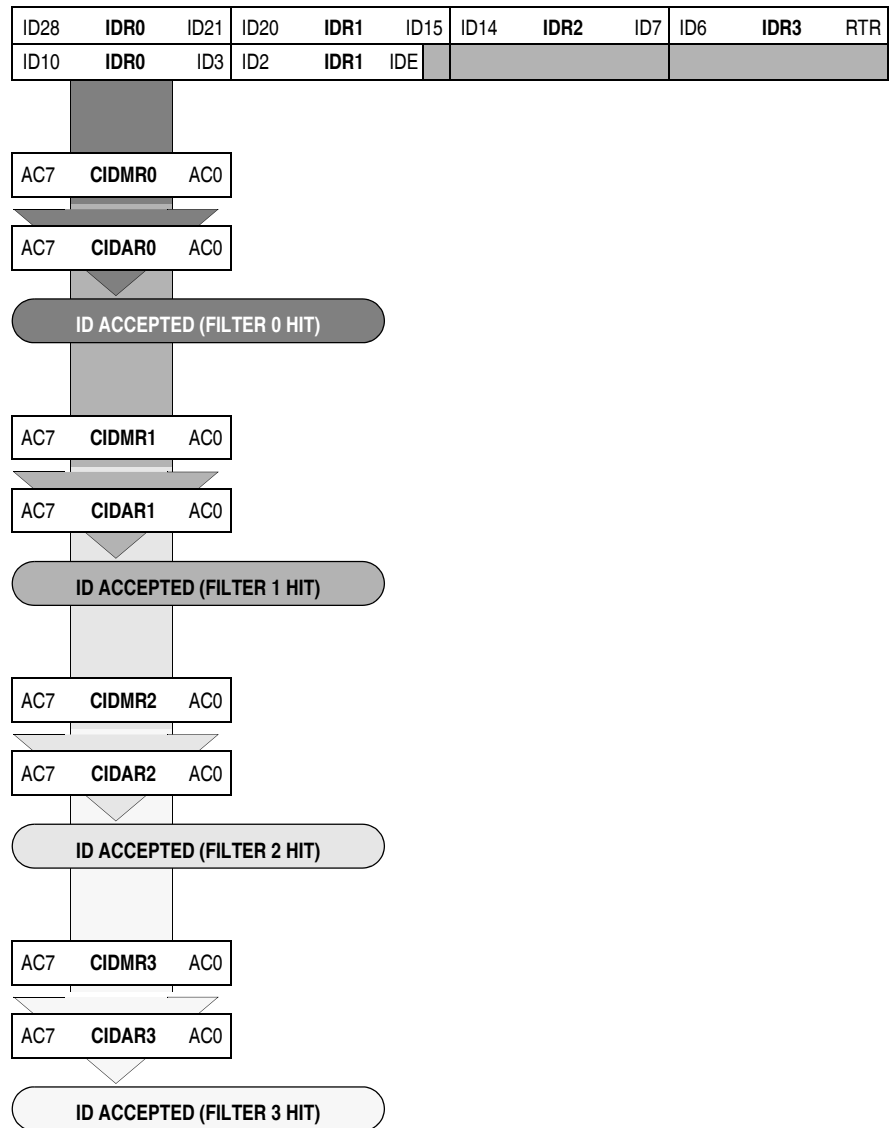 ID28 IDR0 ID21 ID20 IDR1 ID15 ID14 IDR2 ID7 ID6 IDR3 RTR
ID10 IDR0 ID3 ID2 IDR1 IDE
AC7 CIDMR0 AC0
AC7 CIDAR0 AC0
ID ACCEPTED (FILTER 0 HIT)
AC7 CIDMR1 AC0
AC7 CIDAR1 AC0
ID ACCEPTED (FILTER 1 HIT)
AC7 CIDMR2 AC0
AC7 CIDAR2 AC0
ID ACCEPTED (FILTER 2 HIT)
AC7 CIDMR3 AC0
AC7 CIDAR3 AC0
ID ACCEPTED (FILTER 3 HIT)